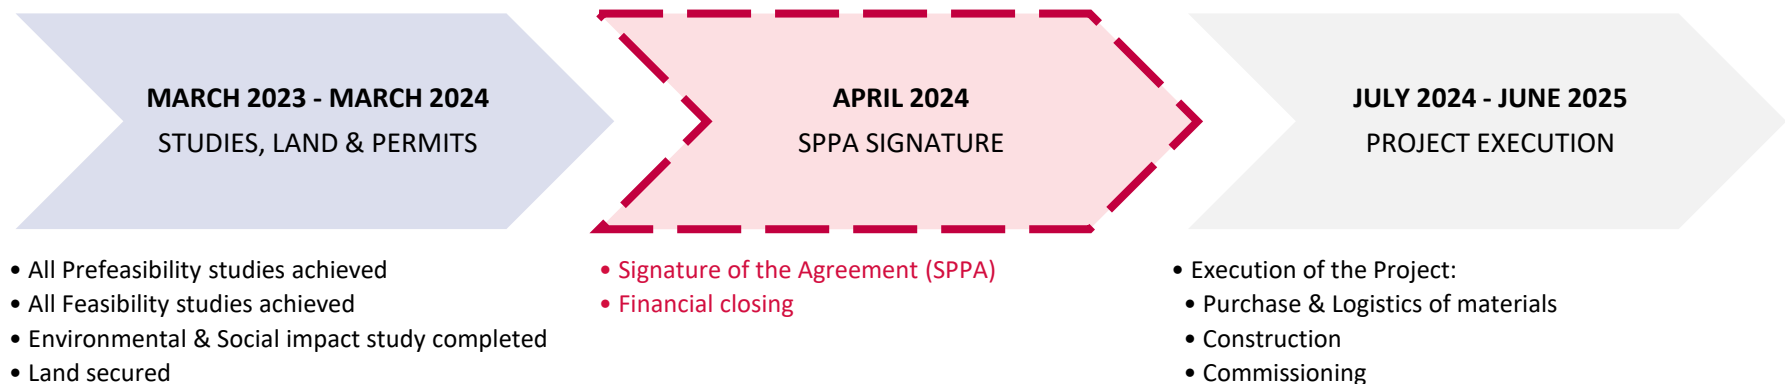 MARCH 2023 - MARCH 2024
STUDIES, LAND & PERMITS
• All Prefeasibility studies achieved
• All Feasibility studies achieved
• Environmental & Social impact study completed
• Land secured
APRIL 2024
SPPA SIGNATURE
• Signature of the Agreement (SPPA)
• Financial closing
JULY 2024 - JUNE 2025
PROJECT EXECUTION
• Execution of the Project:
• Purchase & Logistics of materials
• Construction
• Commissioning